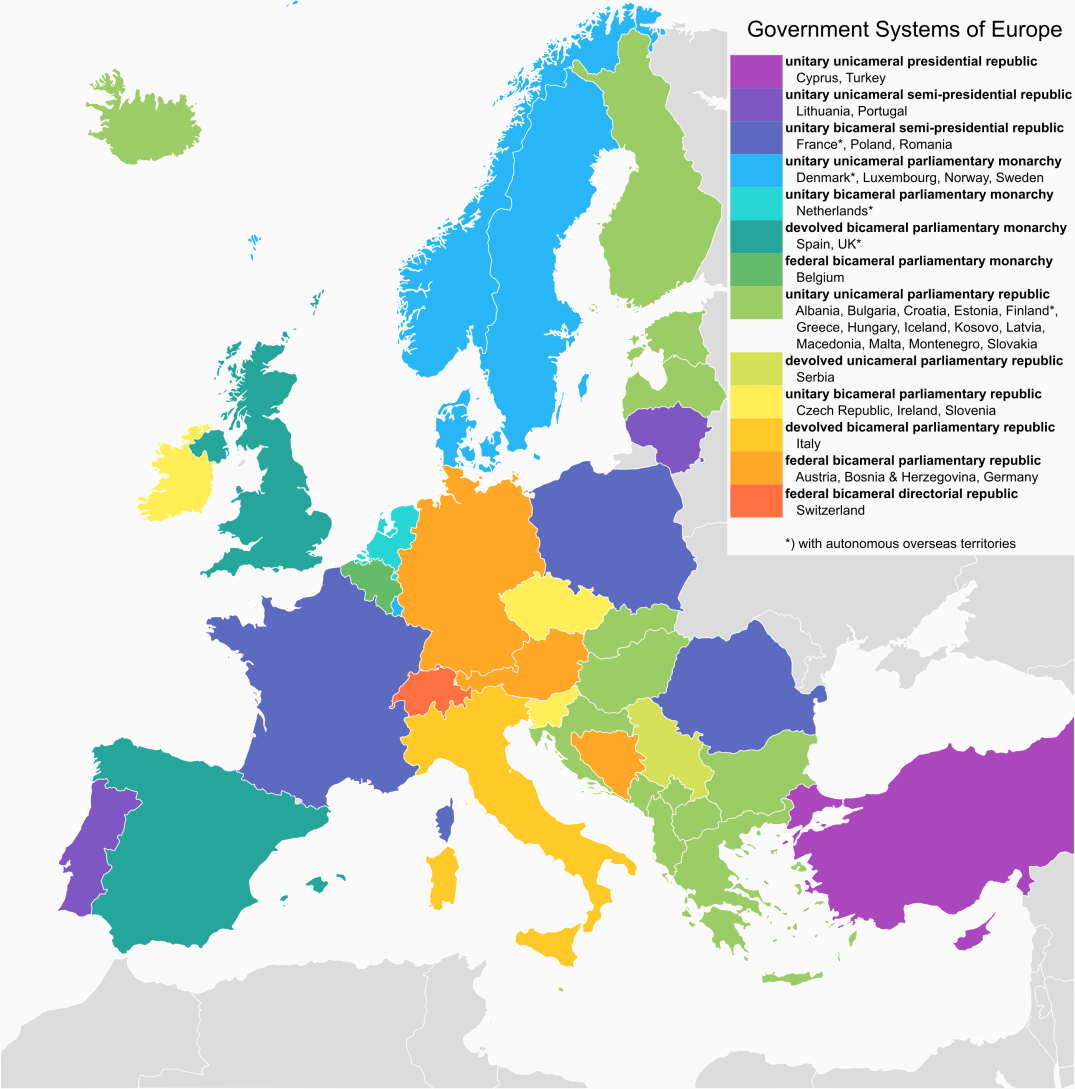 Government Systems of Europe
unitary unicameral presidential republic
Cyprus, Turkey
unitary unicameral semi-presidential republic
Lithuania, Portugal
unitary bicameral semi-presidential republic
France*, Poland, Romania
unitary unicameral parliamentary monarchy
Denmark*, Luxembourg, Norway, Sweden
unitary bicameral parliamentary monarchy
Netherlands*
devolved bicameral parliamentary monarchy
Spain, UK*
federal bicameral parliamentary monarchy
Belgium
unitary unicameral parliamentary republic
Albania, Bulgaria, Croatia, Estonia, Finland*,
Greece, Hungary, Iceland, Kosovo, Latvia,
Macedonia, Malta, Montenegro, Slovakia
devolved unicameral parliamentary republic
Serbia
unitary bicameral parliamentary republic
Czech Republic, Ireland, Slovenia
devolved bicameral parliamentary republic
Italy
federal bicameral parliamentary republic
Austria, Bosnia & Herzegovina, Germany
federal bicameral directorial republic
Switzerland
*) with autonomous overseas territories